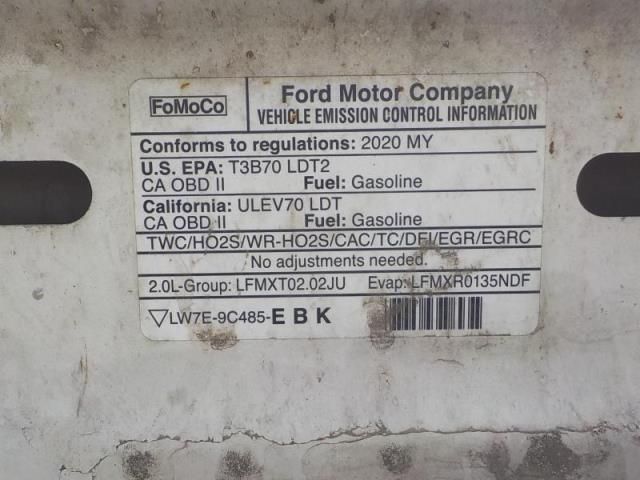 FoMoCo
Ford Motor Company
VEHICLE EMISSION CONTROL INFORMATION
Conforms to regulations: 2020 MY
U.S. EPA: T3B70 LDT2
CA OBD II Fuel: Gasoline
California: ULEV70 LDT
CA OBD II Fuel: Gasoline
TWC/HO2S/WR-HO2S/CAC/TC/DFI/EGR/EGRC
No adjustments needed.
2.0L-Group: LFMXT02.02JU Evap: LFMXR0135NDF
▽LW7E-9C485-E B K